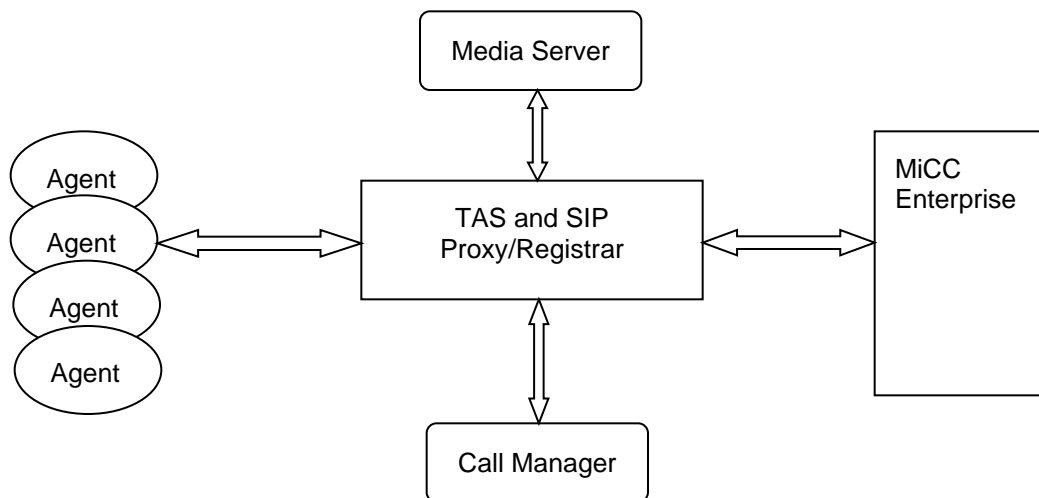 Media Server
Agent
Agent
Agent
Agent
TAS and SIP
Proxy/Registrar
MiCC
Enterprise
Call Manager